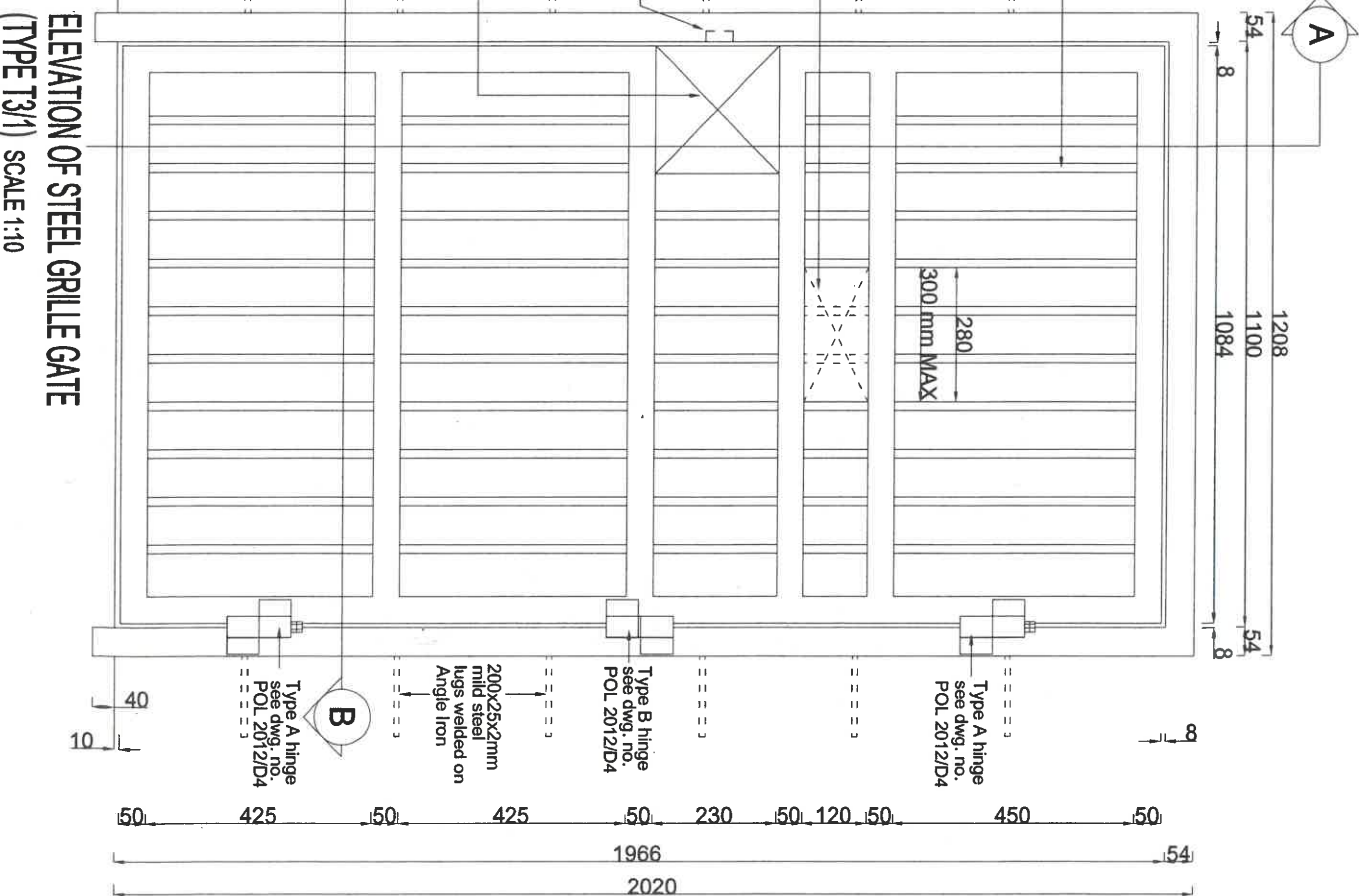 ELEVATION OF STEEL GRILLE GATE
(TYPE T3/1) SCALE 1:10
A
54
8
1208
1100
1084
54
8
280
300 mm MAX
Type A hinge
see dwg. no.
POL 2012/D4
Type B hinge
see dwg. no.
POL 2012/D4
200x25x2mm
mild steel
lugs welded on
Angle Iron
Type A hinge
see dwg. no.
POL 2012/D4
B
40
10
8
50 425 50 425 50 230 50 120 50 450 50
1966 54
2020